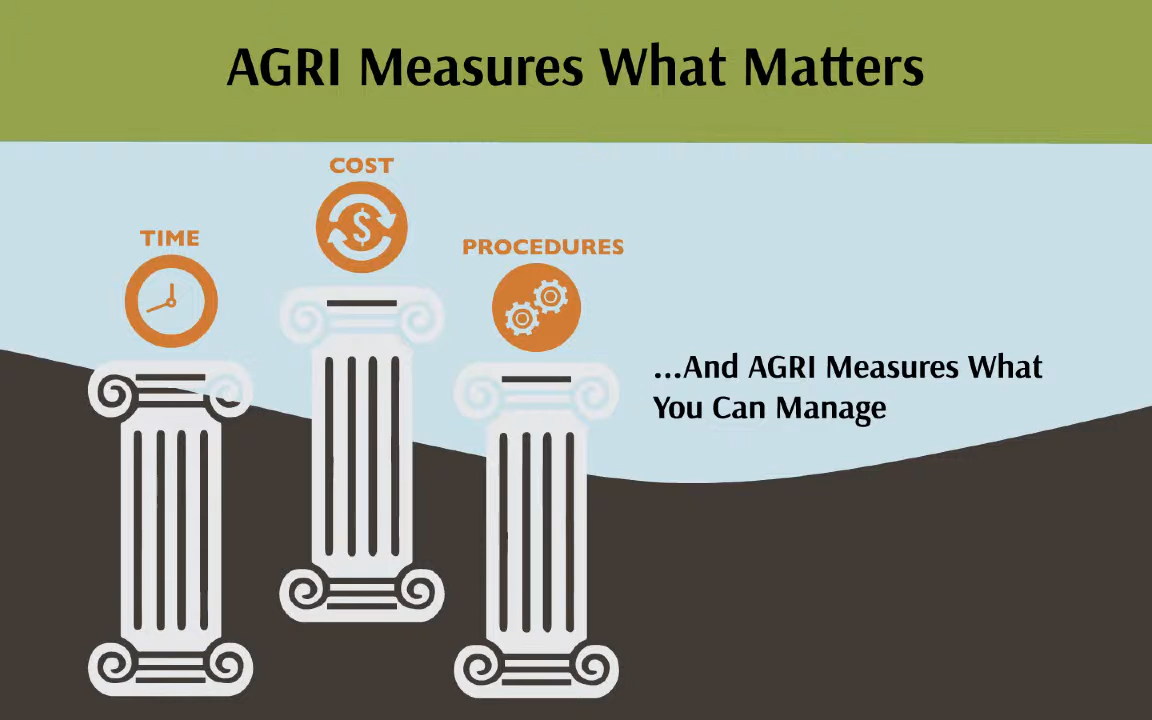 AGRI Measures What Matters
COST
TIME
PROCEDURES
$
...And AGRI Measures What
You Can Manage